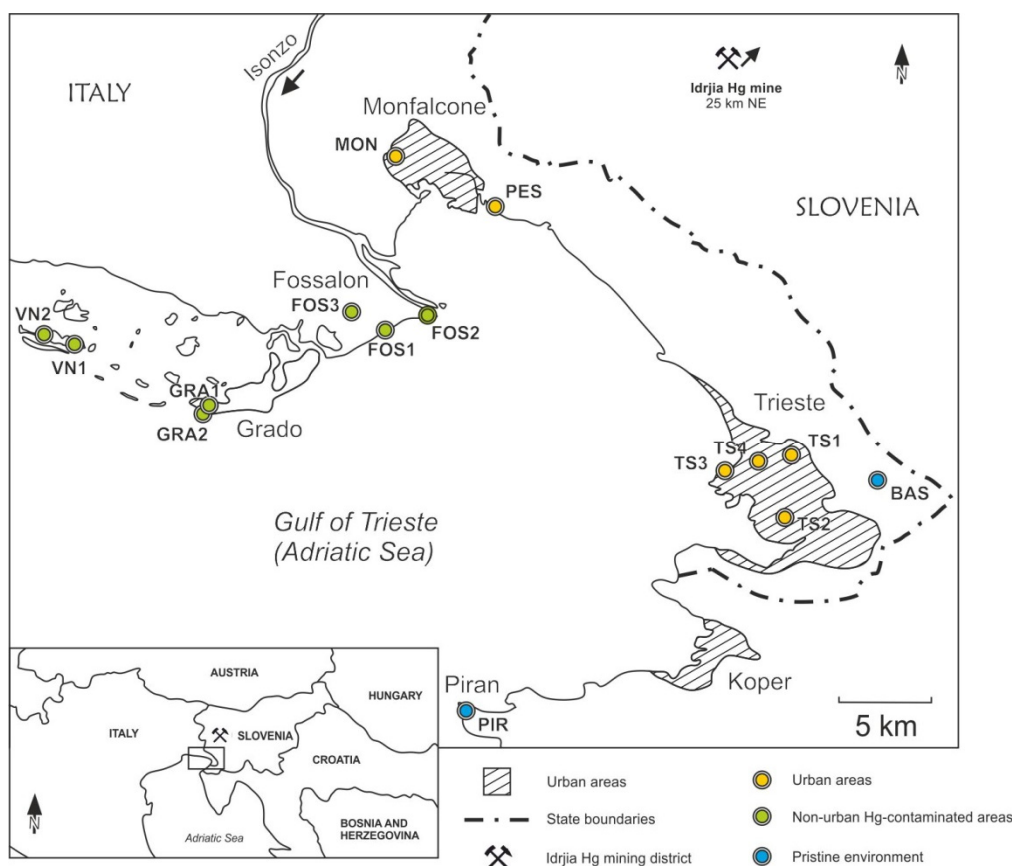 ITALY
Isonzo
Idrjia Hg mine
25 km NE
N
Monfalcone
MON
PES
SLOVENIA
Fossalon
FOS3
FOS2
FOS1
VN2
VN1
GRA1
GRA2
Grado
Trieste
TS4
TS1
TS3
BAS
TS2
Gulf of Trieste
(Adriatic Sea)
Koper
Piran
PIR
5 km
AUSTRIA
HUNGARY
ITALY
SLOVENIA
CROATIA
N
Adriatic Sea
BOSNIA AND
HERZEGOVINA
Urban areas
State boundaries
Idrjia Hg mining district
Urban areas
Non-urban Hg-contaminated areas
Pristine environment